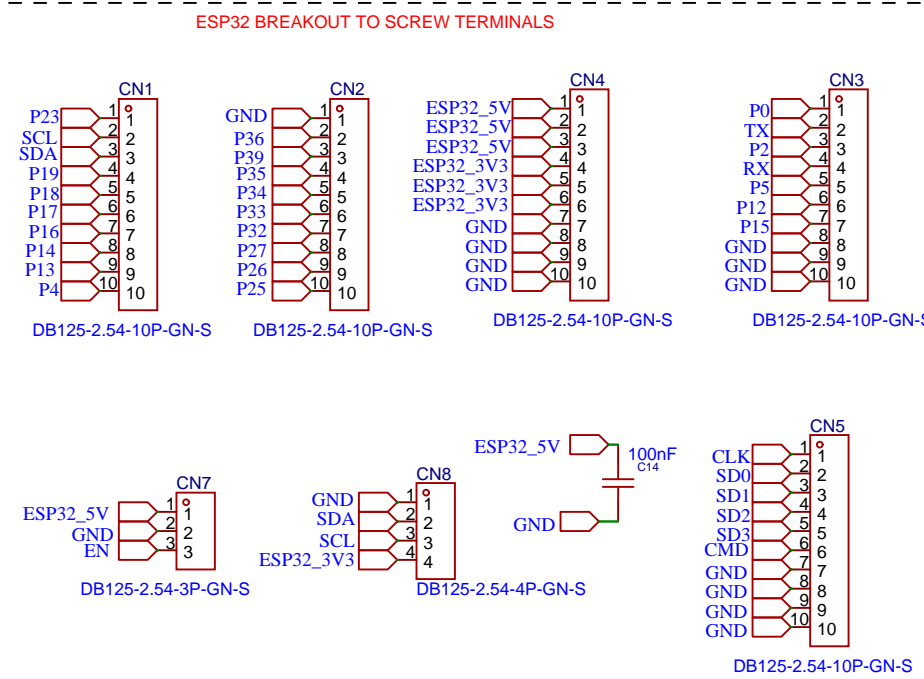 ESP32 BREAKOUT TO SCREW TERMINALS
CN1
P23 1 1
SCL 2 2
SDA 3 3
P19 4 4
P18 5 5
P17 6 6
P16 7 7
P14 8 8
P13 9 9
P4 10 10
DB125-2.54-10P-GN-S
CN2
GND 1 1
P36 2 2
P39 3 3
P35 4 4
P34 5 5
P33 6 6
P32 7 7
P27 8 8
P26 9 9
P25 10 10
DB125-2.54-10P-GN-S
CN4
ESP32_5V 1 1
ESP32_5V 2 2
ESP32_5V 3 3
ESP32_3V3 4 4
ESP32_3V3 5 5
ESP32_3V3 6 6
GND 7 7
GND 8 8
GND 9 9
GND 10 10
DB125-2.54-10P-GN-S
CN3
P0 1 1
TX 2 2
P2 3 3
RX 4 4
P5 5 5
P12 6 6
P15 7 7
GND 8 8
GND 9 9
GND 10 10
DB125-2.54-10P-GN-S
CN7
ESP32_5V 1 1
GND 2 2
EN 3 3
DB125-2.54-3P-GN-S
CN8
GND 1 1
SDA 2 2
SCL 3 3
ESP32_3V3 4 4
DB125-2.54-4P-GN-S
ESP32_5V
100nF
C14
GND
CN5
CLK 1 1
SD0 2 2
SD1 3 3
SD2 4 4
SD3 5 5
CMD 6 6
GND 7 7
GND 8 8
GND 9 9
GND 10 10
DB125-2.54-10P-GN-S